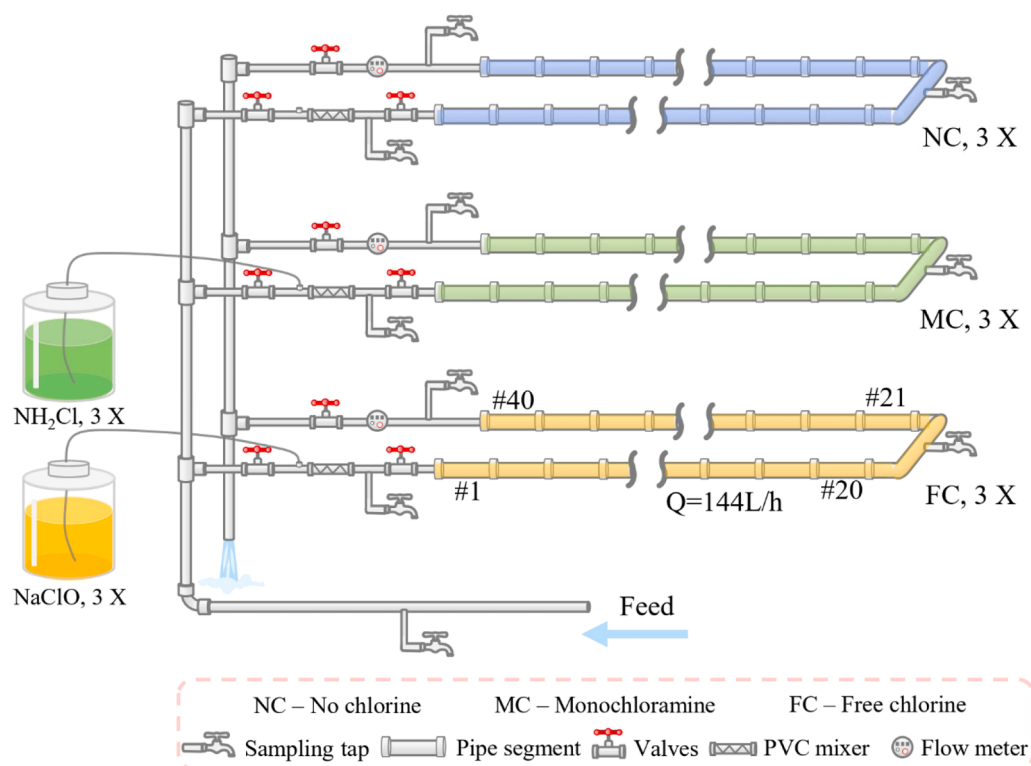 NC, 3 X
MC, 3 X
NH₂Cl, 3 X
#40
#21
#1
Q=144L/h
#20
FC, 3 X
NaClO, 3 X
Feed
NC – No chlorine MC – Monochloramine FC – Free chlorine
Sampling tap Pipe segment Valves PVC mixer Flow meter